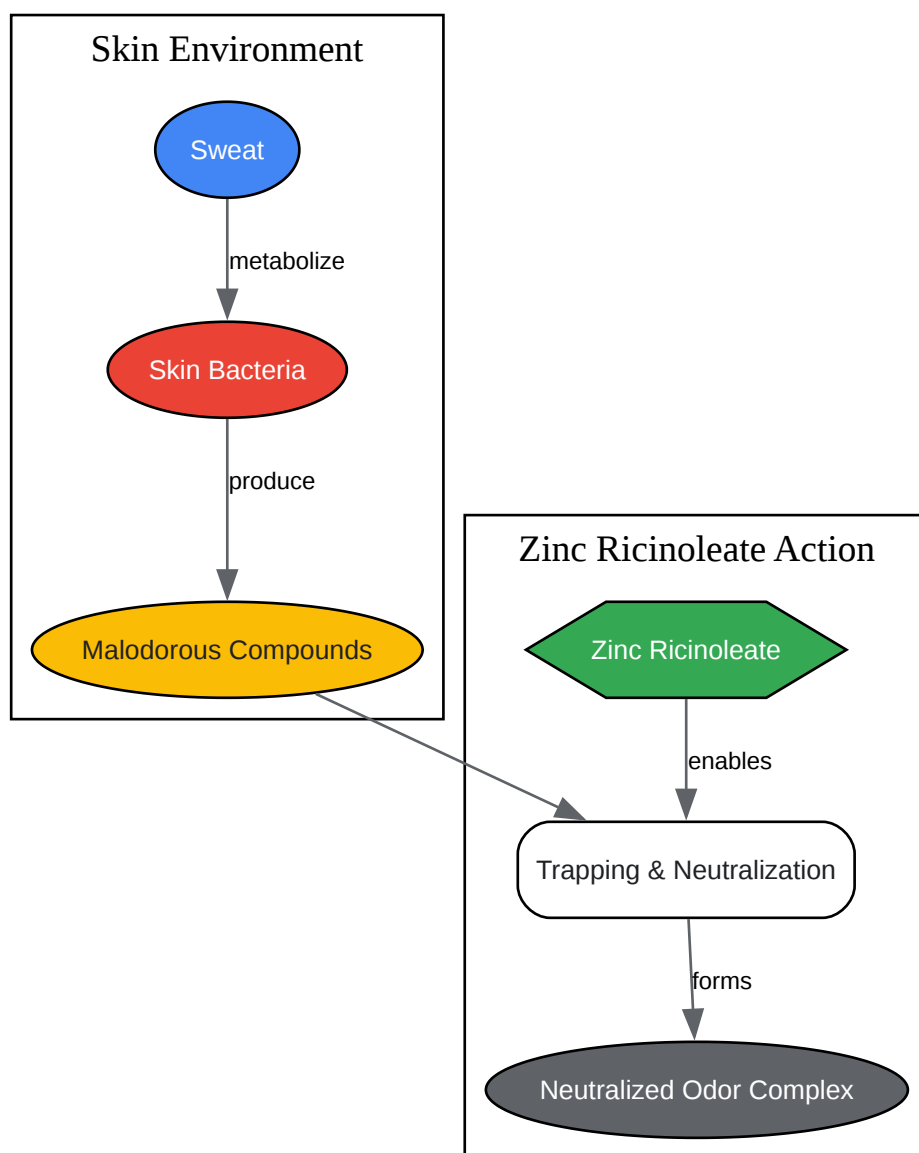 Skin Environment
Sweat
metabolize
Skin Bacteria
produce
Malodorous Compounds
Zinc Ricinoleate Action
Zinc Ricinoleate
enables
Trapping & Neutralization
forms
Neutralized Odor Complex